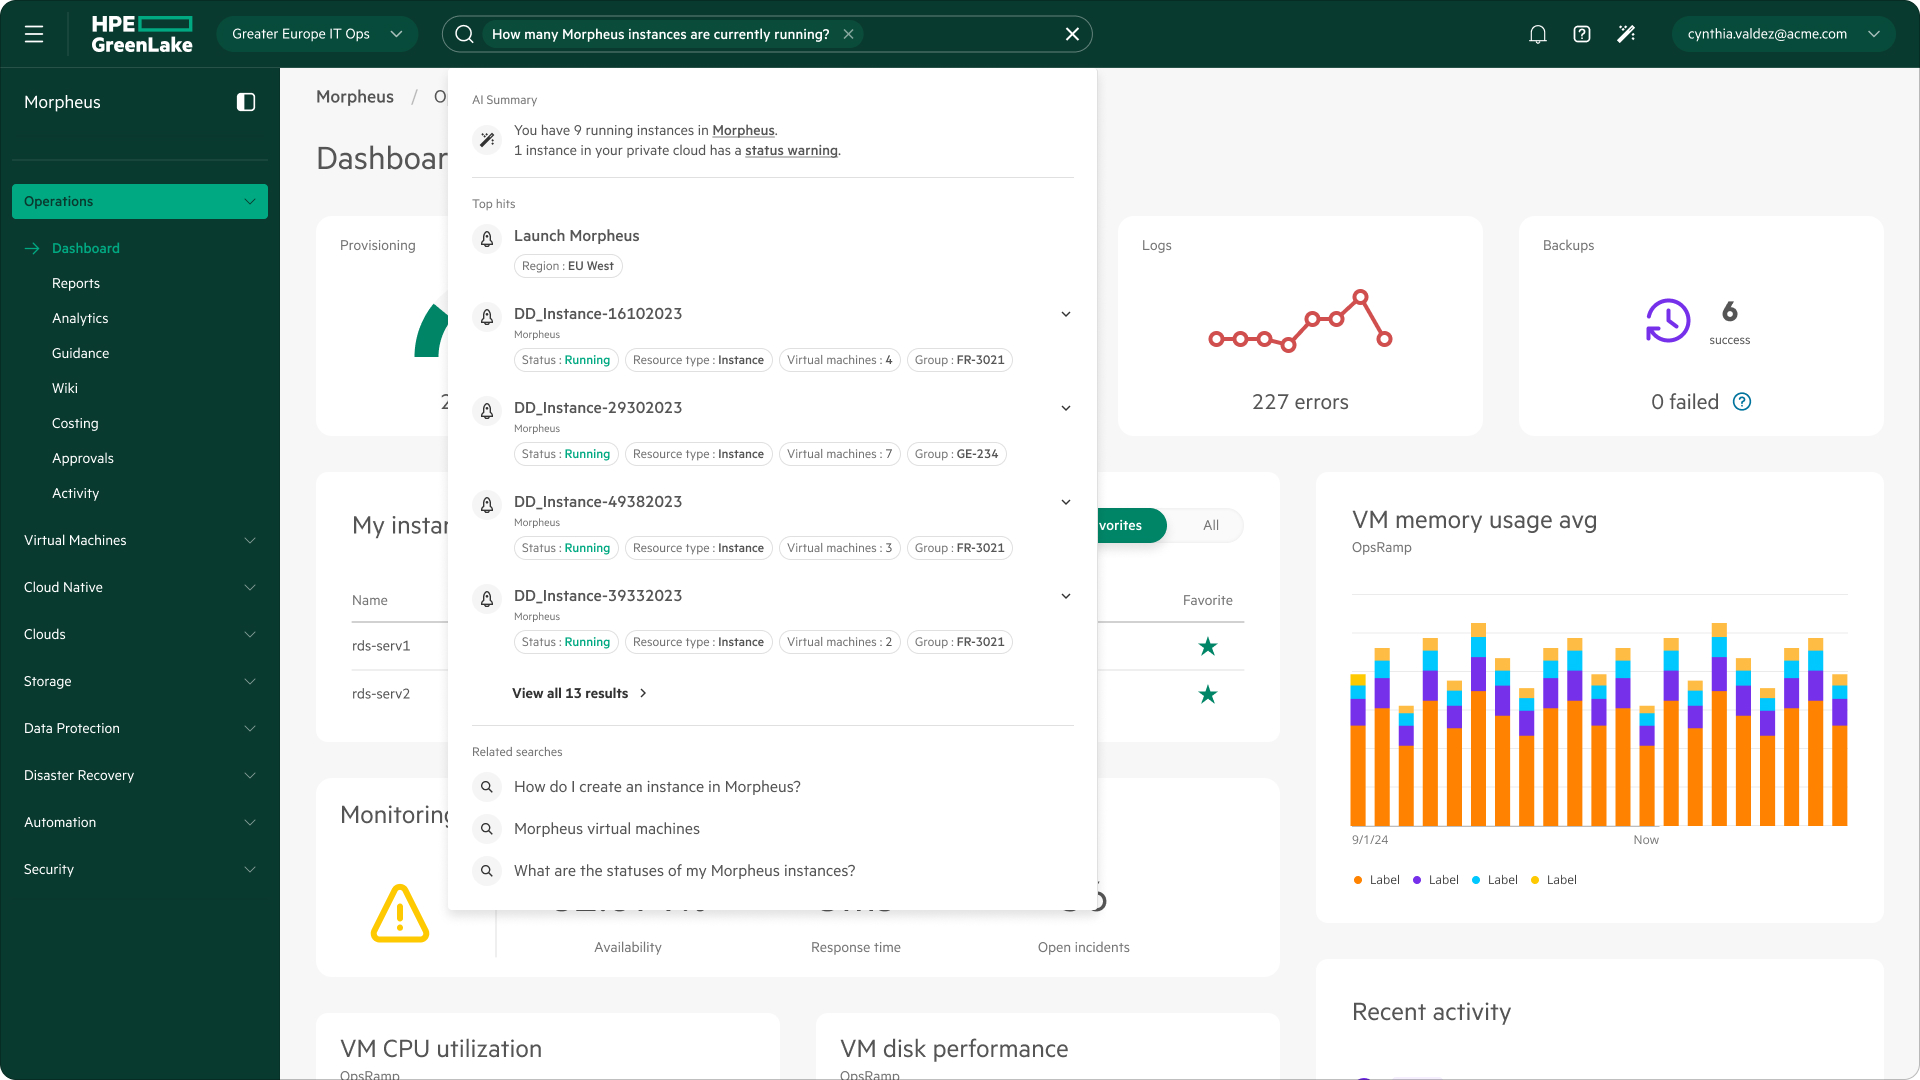 HPE
GreenLake
Greater Europe IT Ops
How many Morpheus instances are currently running?
cynthia.valdez@acme.com
Morpheus
Operations
Dashboard
Reports
Analytics
Guidance
Wiki
Costing
Approvals
Activity
Virtual Machines
Cloud Native
Clouds
Storage
Data Protection
Disaster Recovery
Automation
Security
Morpheus / O
Dashboar
AI Summary
You have 9 running instances in Morpheus.
1 instance in your private cloud has a status warning.
Top hits
Launch Morpheus
Region : EU West
DD_Instance-16102023
Morpheus
Status : Running Resource type : Instance Virtual machines : 4 Group : FR-3021
DD_Instance-29302023
Morpheus
Status : Running Resource type : Instance Virtual machines : 7 Group : GE-234
DD_Instance-49382023
Morpheus
Status : Running Resource type : Instance Virtual machines : 3 Group : FR-3021
DD_Instance-39332023
Morpheus
Status : Running Resource type : Instance Virtual machines : 2 Group : FR-3021
View all 13 results
Related searches
How do I create an instance in Morpheus?
Morpheus virtual machines
What are the statuses of my Morpheus instances?
Provisioning
2
Logs
227 errors
Backups
6
success
0 failed
My instan
vorites All
Name Favorite
rds-serv1
rds-serv2
VM memory usage avg
OpsRamp
9/1/24 Now
Label Label Label Label
Monitoring
Availability Response time Open incidents
VM CPU utilization
OpsRamp
VM disk performance
OpsRamp
Recent activity